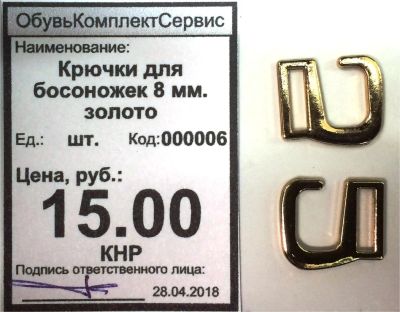 ОбувьКомплектСервис
Наименование:
Крючки для
босоножек 8 мм.
золото
Ед.: шт. Код:000006
Цена, руб.:
15.00
КНР
Подпись ответственного лица:
28.04.2018